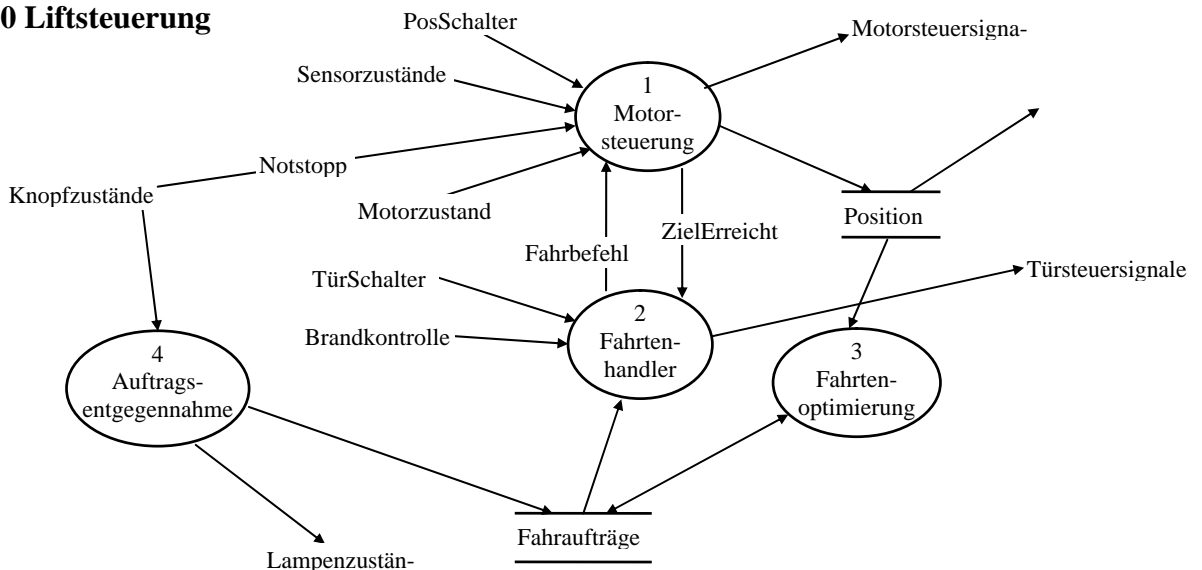 0 Liftsteuerung
PosSchalter
Motorsteuersigna-
Sensorzustände
1
Motor-
steuerung
Notstopp
Knopfzustände
Motorzustand
Position
ZielErreicht
Fahrbefehl
TürSchalter
Türsteuersignale
Brandkontrolle
2
Fahrten-
handler
3
Fahrten-
optimierung
4
Auftrags-
entgegennahme
Fahraufträge
Lampenzustän-